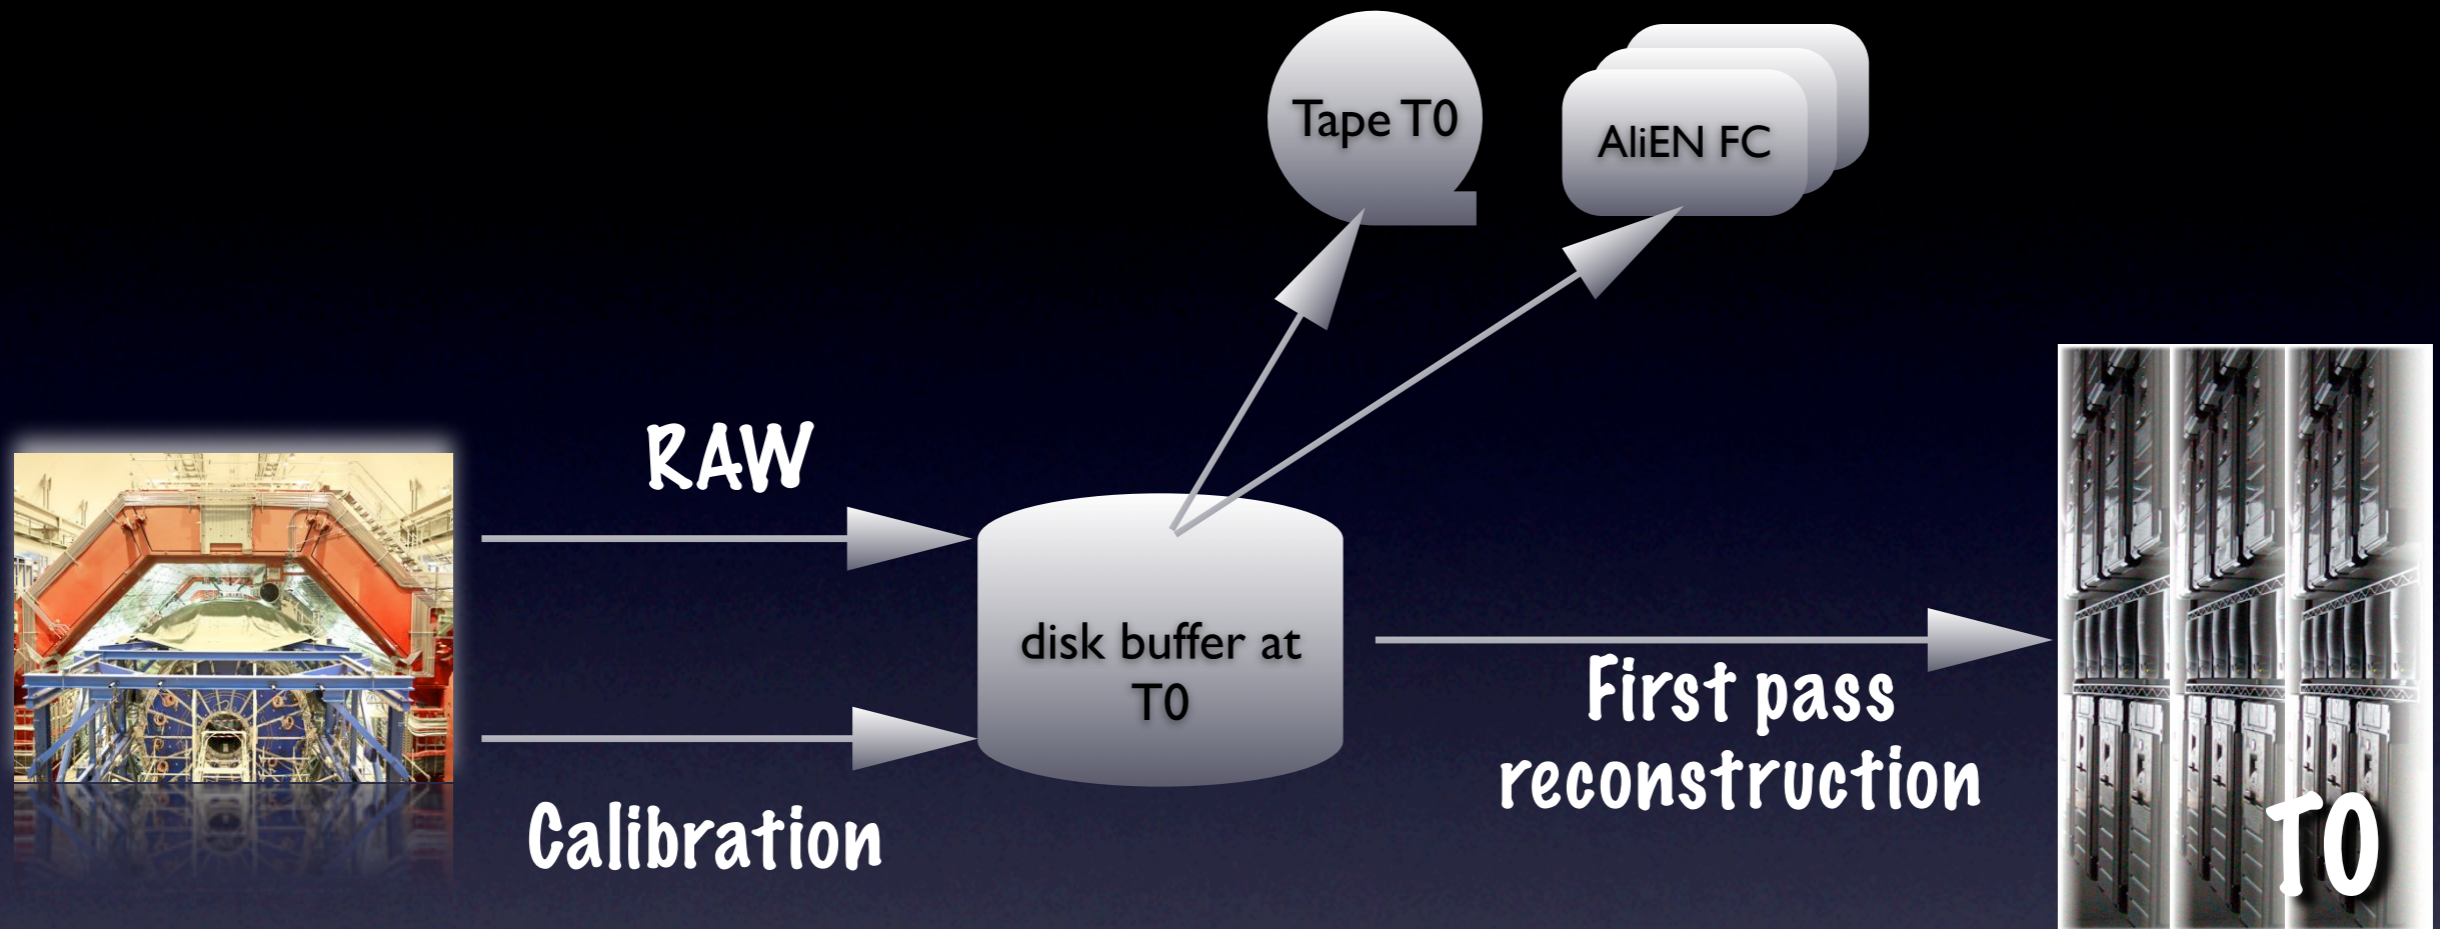 Tape T0
AliEN FC
RAW
disk buffer at
T0
First pass
reconstruction
Calibration
T0